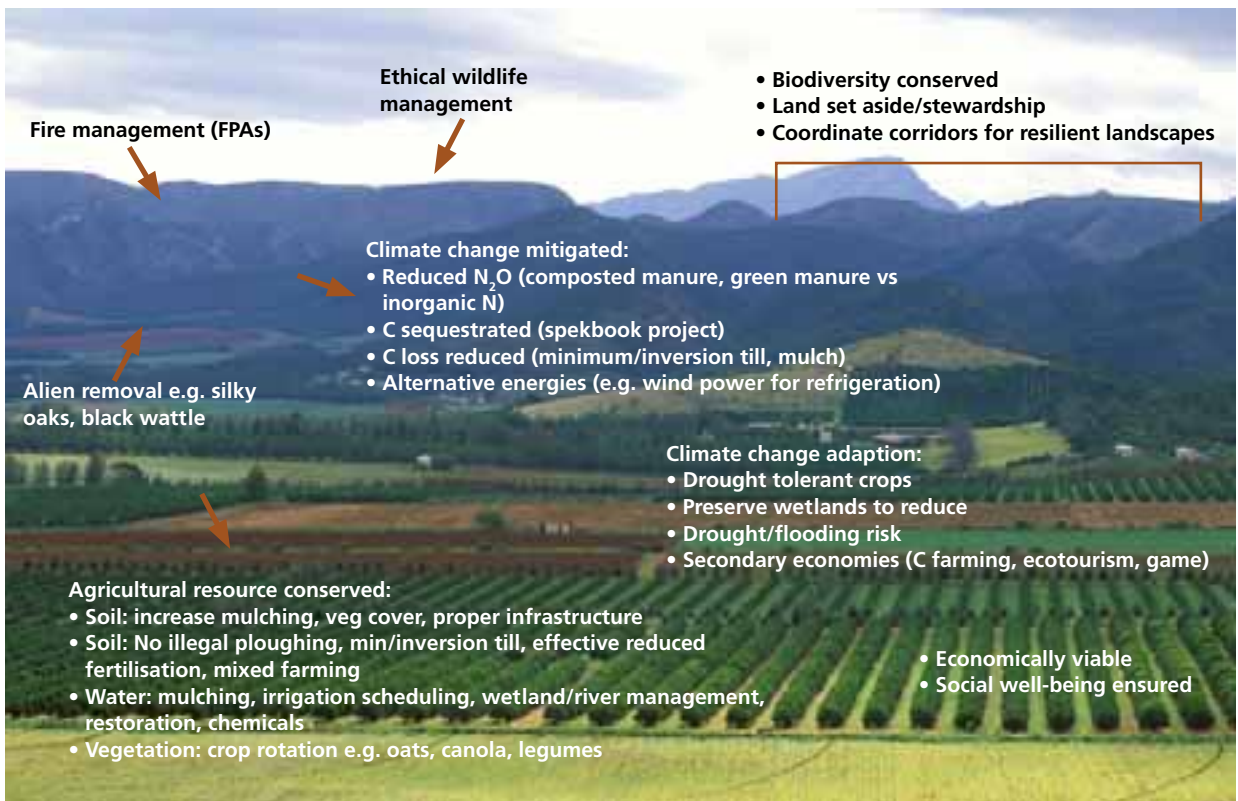 Ethical wildlife
management
Fire management (FPAs)
• Biodiversity conserved
• Land set aside/stewardship
• Coordinate corridors for resilient landscapes
Climate change mitigated:
• Reduced N₂O (composted manure, green manure vs
inorganic N)
• C sequestrated (spekbook project)
• C loss reduced (minimum/inversion till, mulch)
• Alternative energies (e.g. wind power for refrigeration)
Alien removal e.g. silky
oaks, black wattle
Climate change adaption:
• Drought tolerant crops
• Preserve wetlands to reduce
• Drought/flooding risk
• Secondary economies (C farming, ecotourism, game)
Agricultural resource conserved:
• Soil: increase mulching, veg cover, proper infrastructure
• Soil: No illegal ploughing, min/inversion till, effective reduced
fertilisation, mixed farming
• Water: mulching, irrigation scheduling, wetland/river management,
restoration, chemicals
• Vegetation: crop rotation e.g. oats, canola, legumes
• Economically viable
• Social well-being ensured